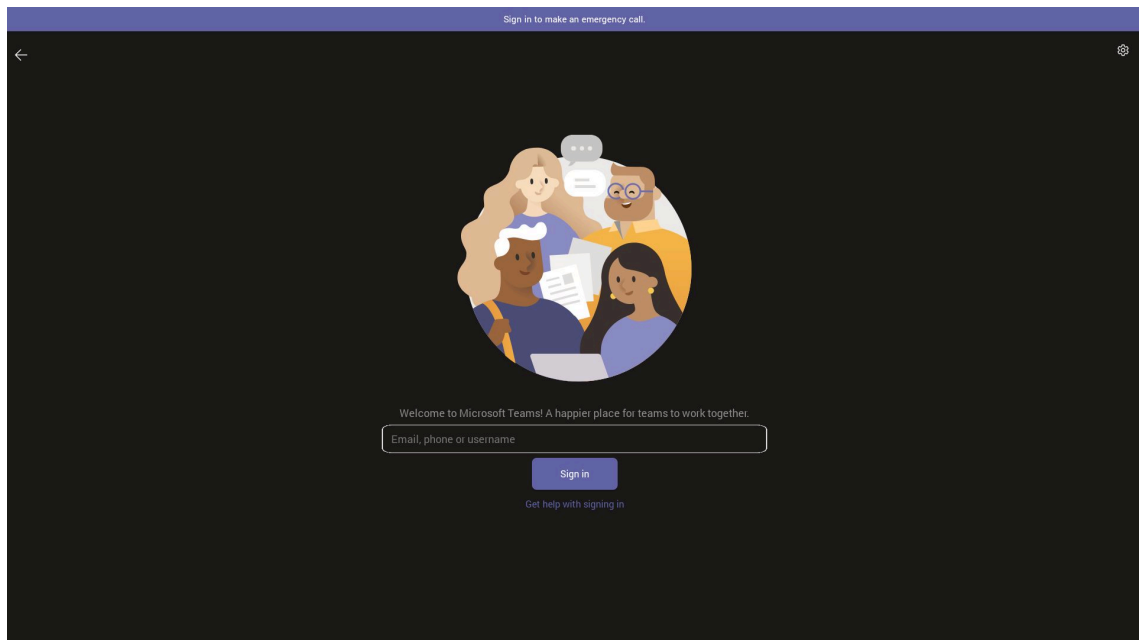 Sign in to make an emergency call.
Welcome to Microsoft Teams! A happier place for teams to work together.
Email, phone or username
Sign in
Get help with signing in